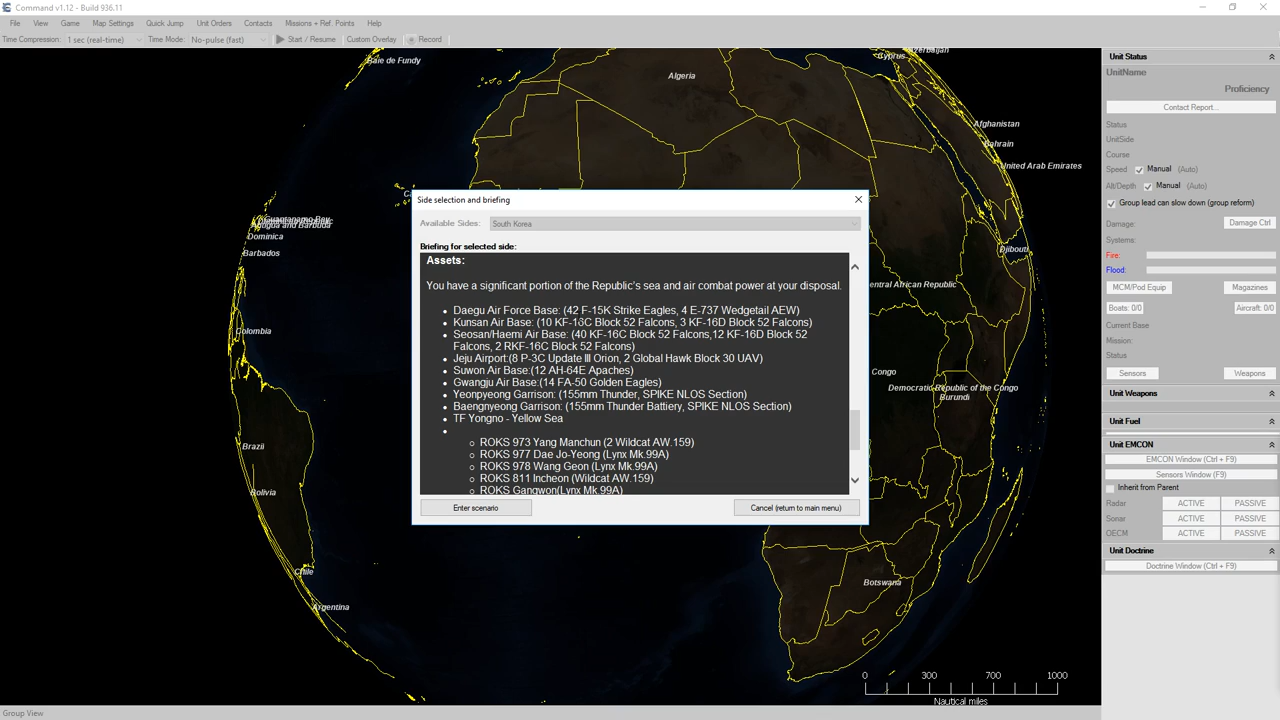 Command v1.12 - Build 936.11
File View Game Map Settings Quick Jump Unit Orders Contacts Missions + Ref. Points Help
Time Compression: 1 sec (real-time) Time Mode: No-pulse (fast) Start / Resume Custom Overlay Record
Baie de Fundy
Algeria
Cyprus
Azerbaijan
Afghanistan
Bahrain
United Arab Emirates
Guantanamo Bay
Antigua and Barbuda
Dominica
Barbados
Djibouti
Central African Republic
Colombia
Congo
Democratic Republic of the Congo
Burundi
Brazil
Bolivia
Chile
Argentina
Botswana
0 300 700 1000
Nautical miles
Side selection and briefing
Available Sides: South Korea
Briefing for selected side:
Assets:
You have a significant portion of the Republic's sea and air combat power at your disposal.
• Daegu Air Force Base: (42 F-15K Strike Eagles, 4 E-737 Wedgetail AEW)
• Kunsan Air Base: (10 KF-16C Block 52 Falcons, 3 KF-16D Block 52 Falcons)
• Seosan/Haemi Air Base: (40 KF-16C Block 52 Falcons,12 KF-16D Block 52
Falcons, 2 RKF-16C Block 52 Falcons)
• Jeju Airport:(8 P-3C Update III Orion, 2 Global Hawk Block 30 UAV)
• Suwon Air Base:(12 AH-64E Apaches)
• Gwangju Air Base:(14 FA-50 Golden Eagles)
• Yeonpyeong Garrison: (155mm Thunder, SPIKE NLOS Section)
• Baengnyeong Garrison: (155mm Thunder Battiery, SPIKE NLOS Section)
• TF Yongno - Yellow Sea
•
o ROKS 973 Yang Manchun (2 Wildcat AW.159)
o ROKS 977 Dae Jo-Yeong (Lynx Mk.99A)
o ROKS 978 Wang Geon (Lynx Mk.99A)
o ROKS 811 Incheon (Wildcat AW.159)
o ROKS Gangwon(Lynx Mk.99A)
Enter scenario Cancel (return to main menu)
Unit Status
UnitName
Proficiency
Contact Report...
Status
UnitSide
Course
Speed Manual (Auto)
Alt/Depth Manual (Auto)
Group lead can slow down (group reform)
Damage: Damage Ctrl
Systems:
Fire:
Flood:
MCM/Pod Equip Magazines
Boats: 0/0 Aircraft: 0/0
Current Base
Mission:
Status
Sensors Weapons
Unit Weapons
Unit Fuel
Unit EMCON
EMCON Window (Ctrl + F9)
Sensors Window (F9)
Inherit from Parent
Radar ACTIVE PASSIVE
Sonar ACTIVE PASSIVE
OECM ACTIVE PASSIVE
Unit Doctrine
Doctrine Window (Ctrl + F9)
Group View